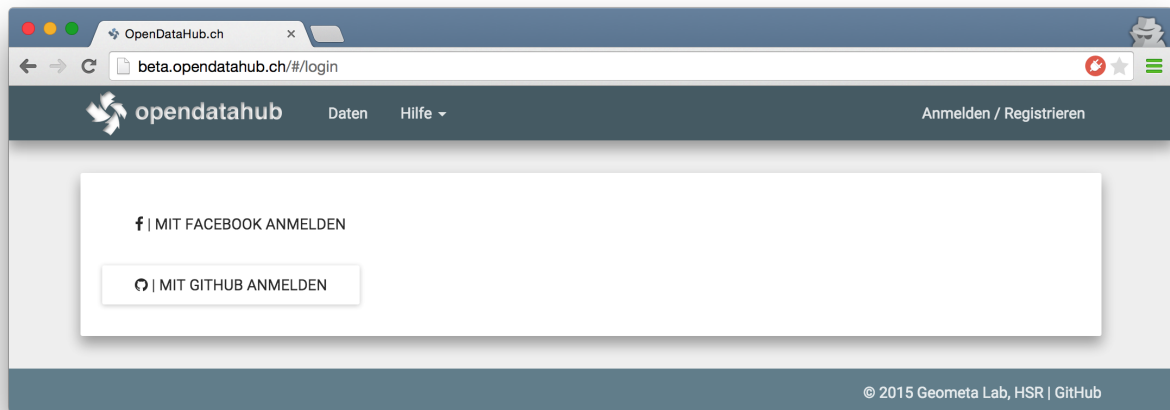 OpenDataHub.ch
beta.opendatahub.ch/#/login
opendatahub Daten Hilfe Anmelden / Registrieren
| MIT FACEBOOK ANMELDEN
| MIT GITHUB ANMELDEN
© 2015 Geometa Lab, HSR | GitHub